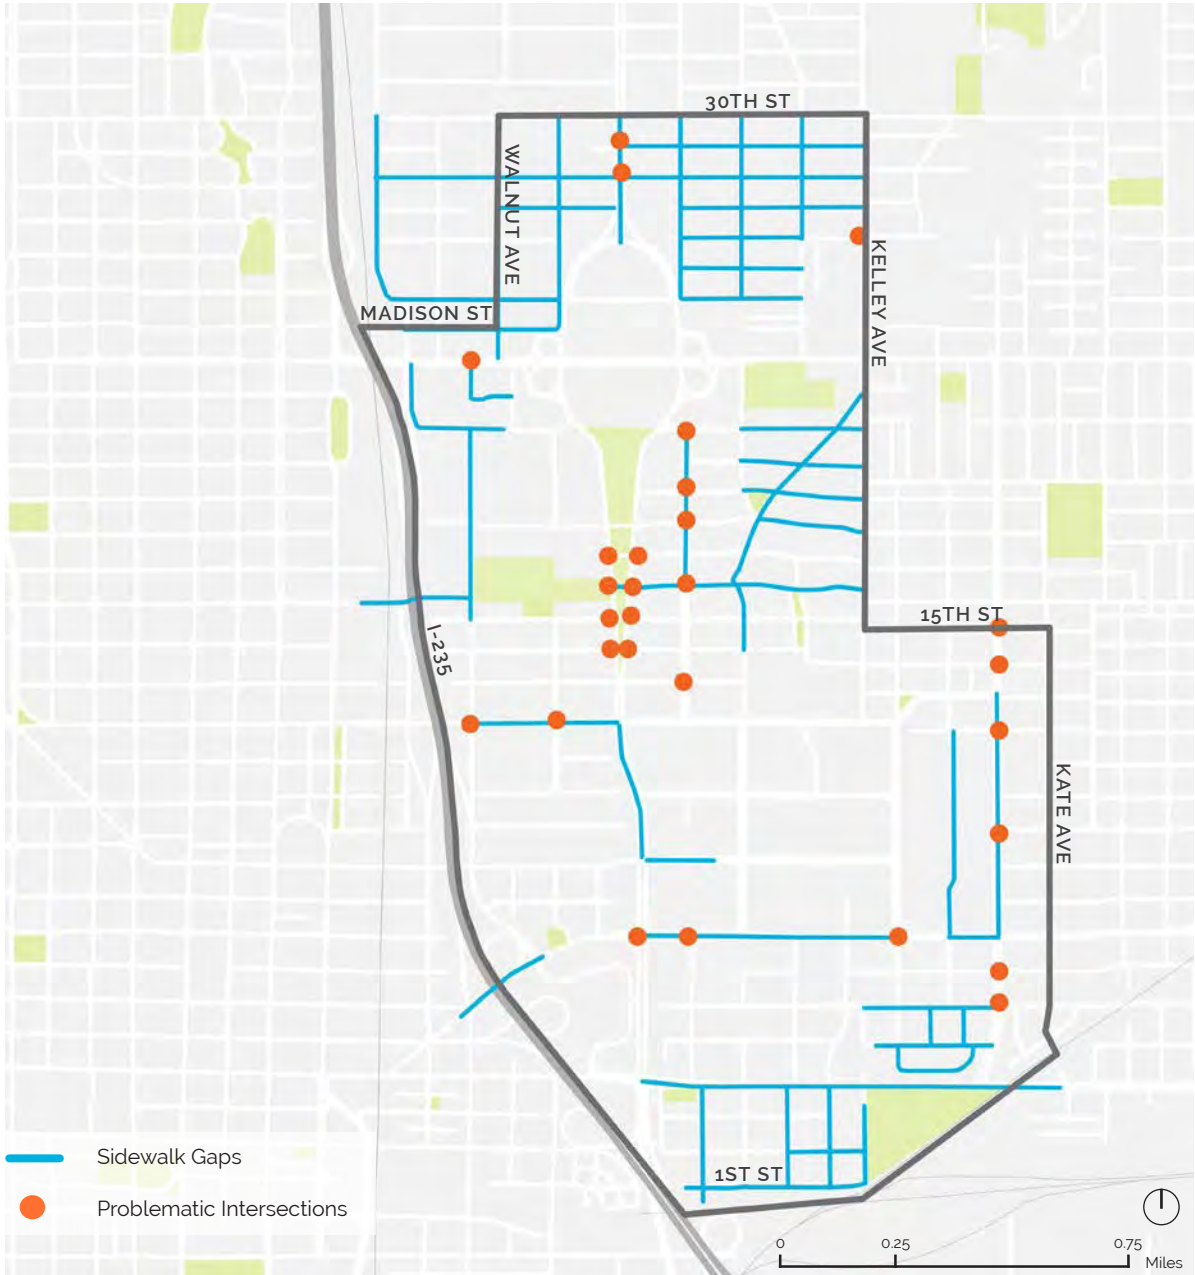 30TH ST
WALNUT AVE
KELLEY AVE
MADISON ST
15TH ST
I-235
KATE AVE
1ST ST
Sidewalk Gaps
Problematic Intersections
0 0.25 0.75
Miles